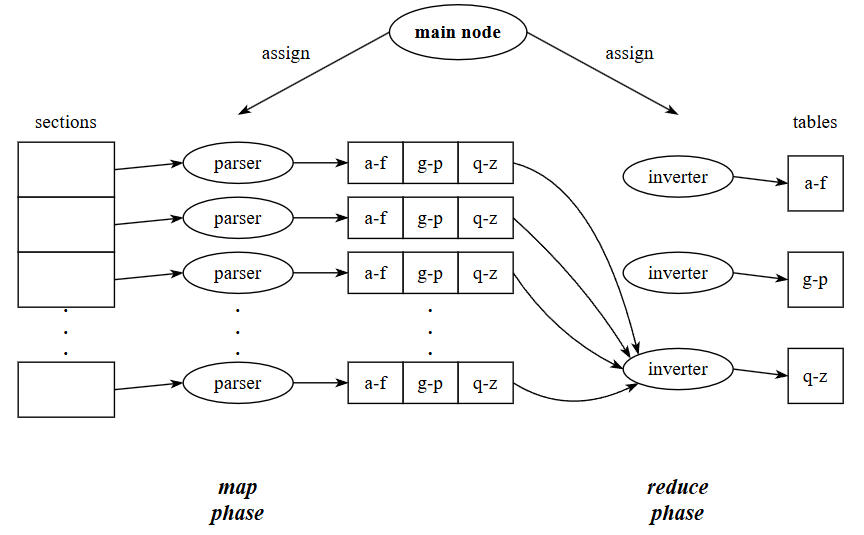 main node
assign
assign
sections
tables
parser
a-f g-p q-z
inverter
a-f
parser
a-f g-p q-z
parser
a-f g-p q-z
inverter
g-p
parser
a-f g-p q-z
inverter
q-z
map
phase
reduce
phase